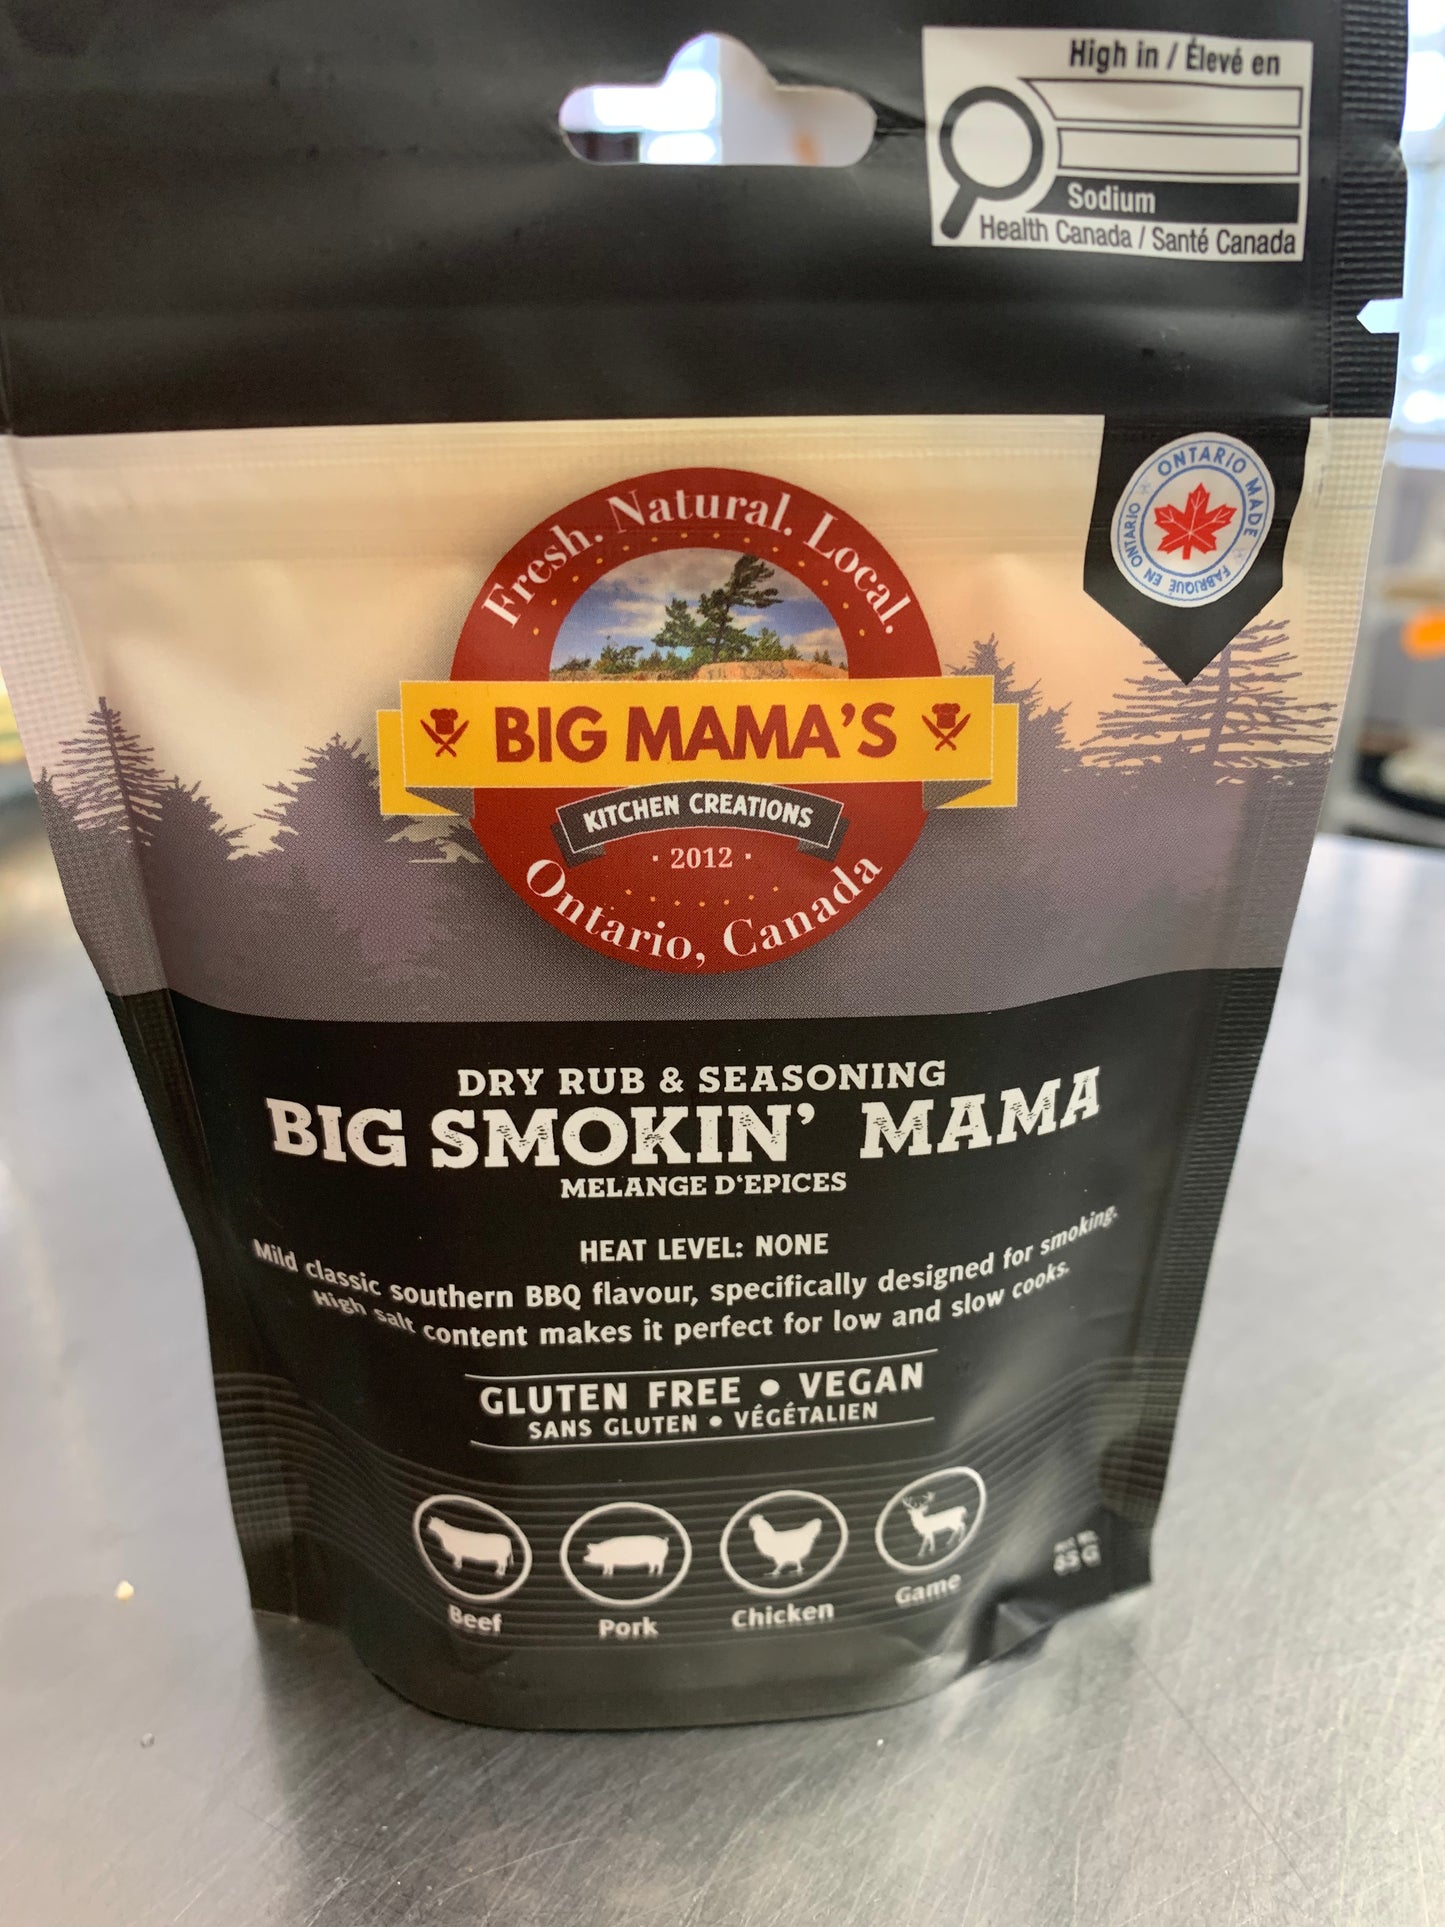 High in / Élevé en
Sodium
Health Canada / Santé Canada
ONTARIO MADE
FABRIQUÉ EN ONTARIO
Fresh. Natural. Local.
BIG MAMA'S
KITCHEN CREATIONS
· 2012 ·
Ontario, Canada
DRY RUB & SEASONING
BIG SMOKIN' MAMA
MELANGE D'EPICES
HEAT LEVEL: NONE
Mild classic southern BBQ flavour, specifically designed for smoking.
High salt content makes it perfect for low and slow cooks.
GLUTEN FREE • VEGAN
SANS GLUTEN • VÉGÉTALIEN
Beef
Pork
Chicken
Game
85 G